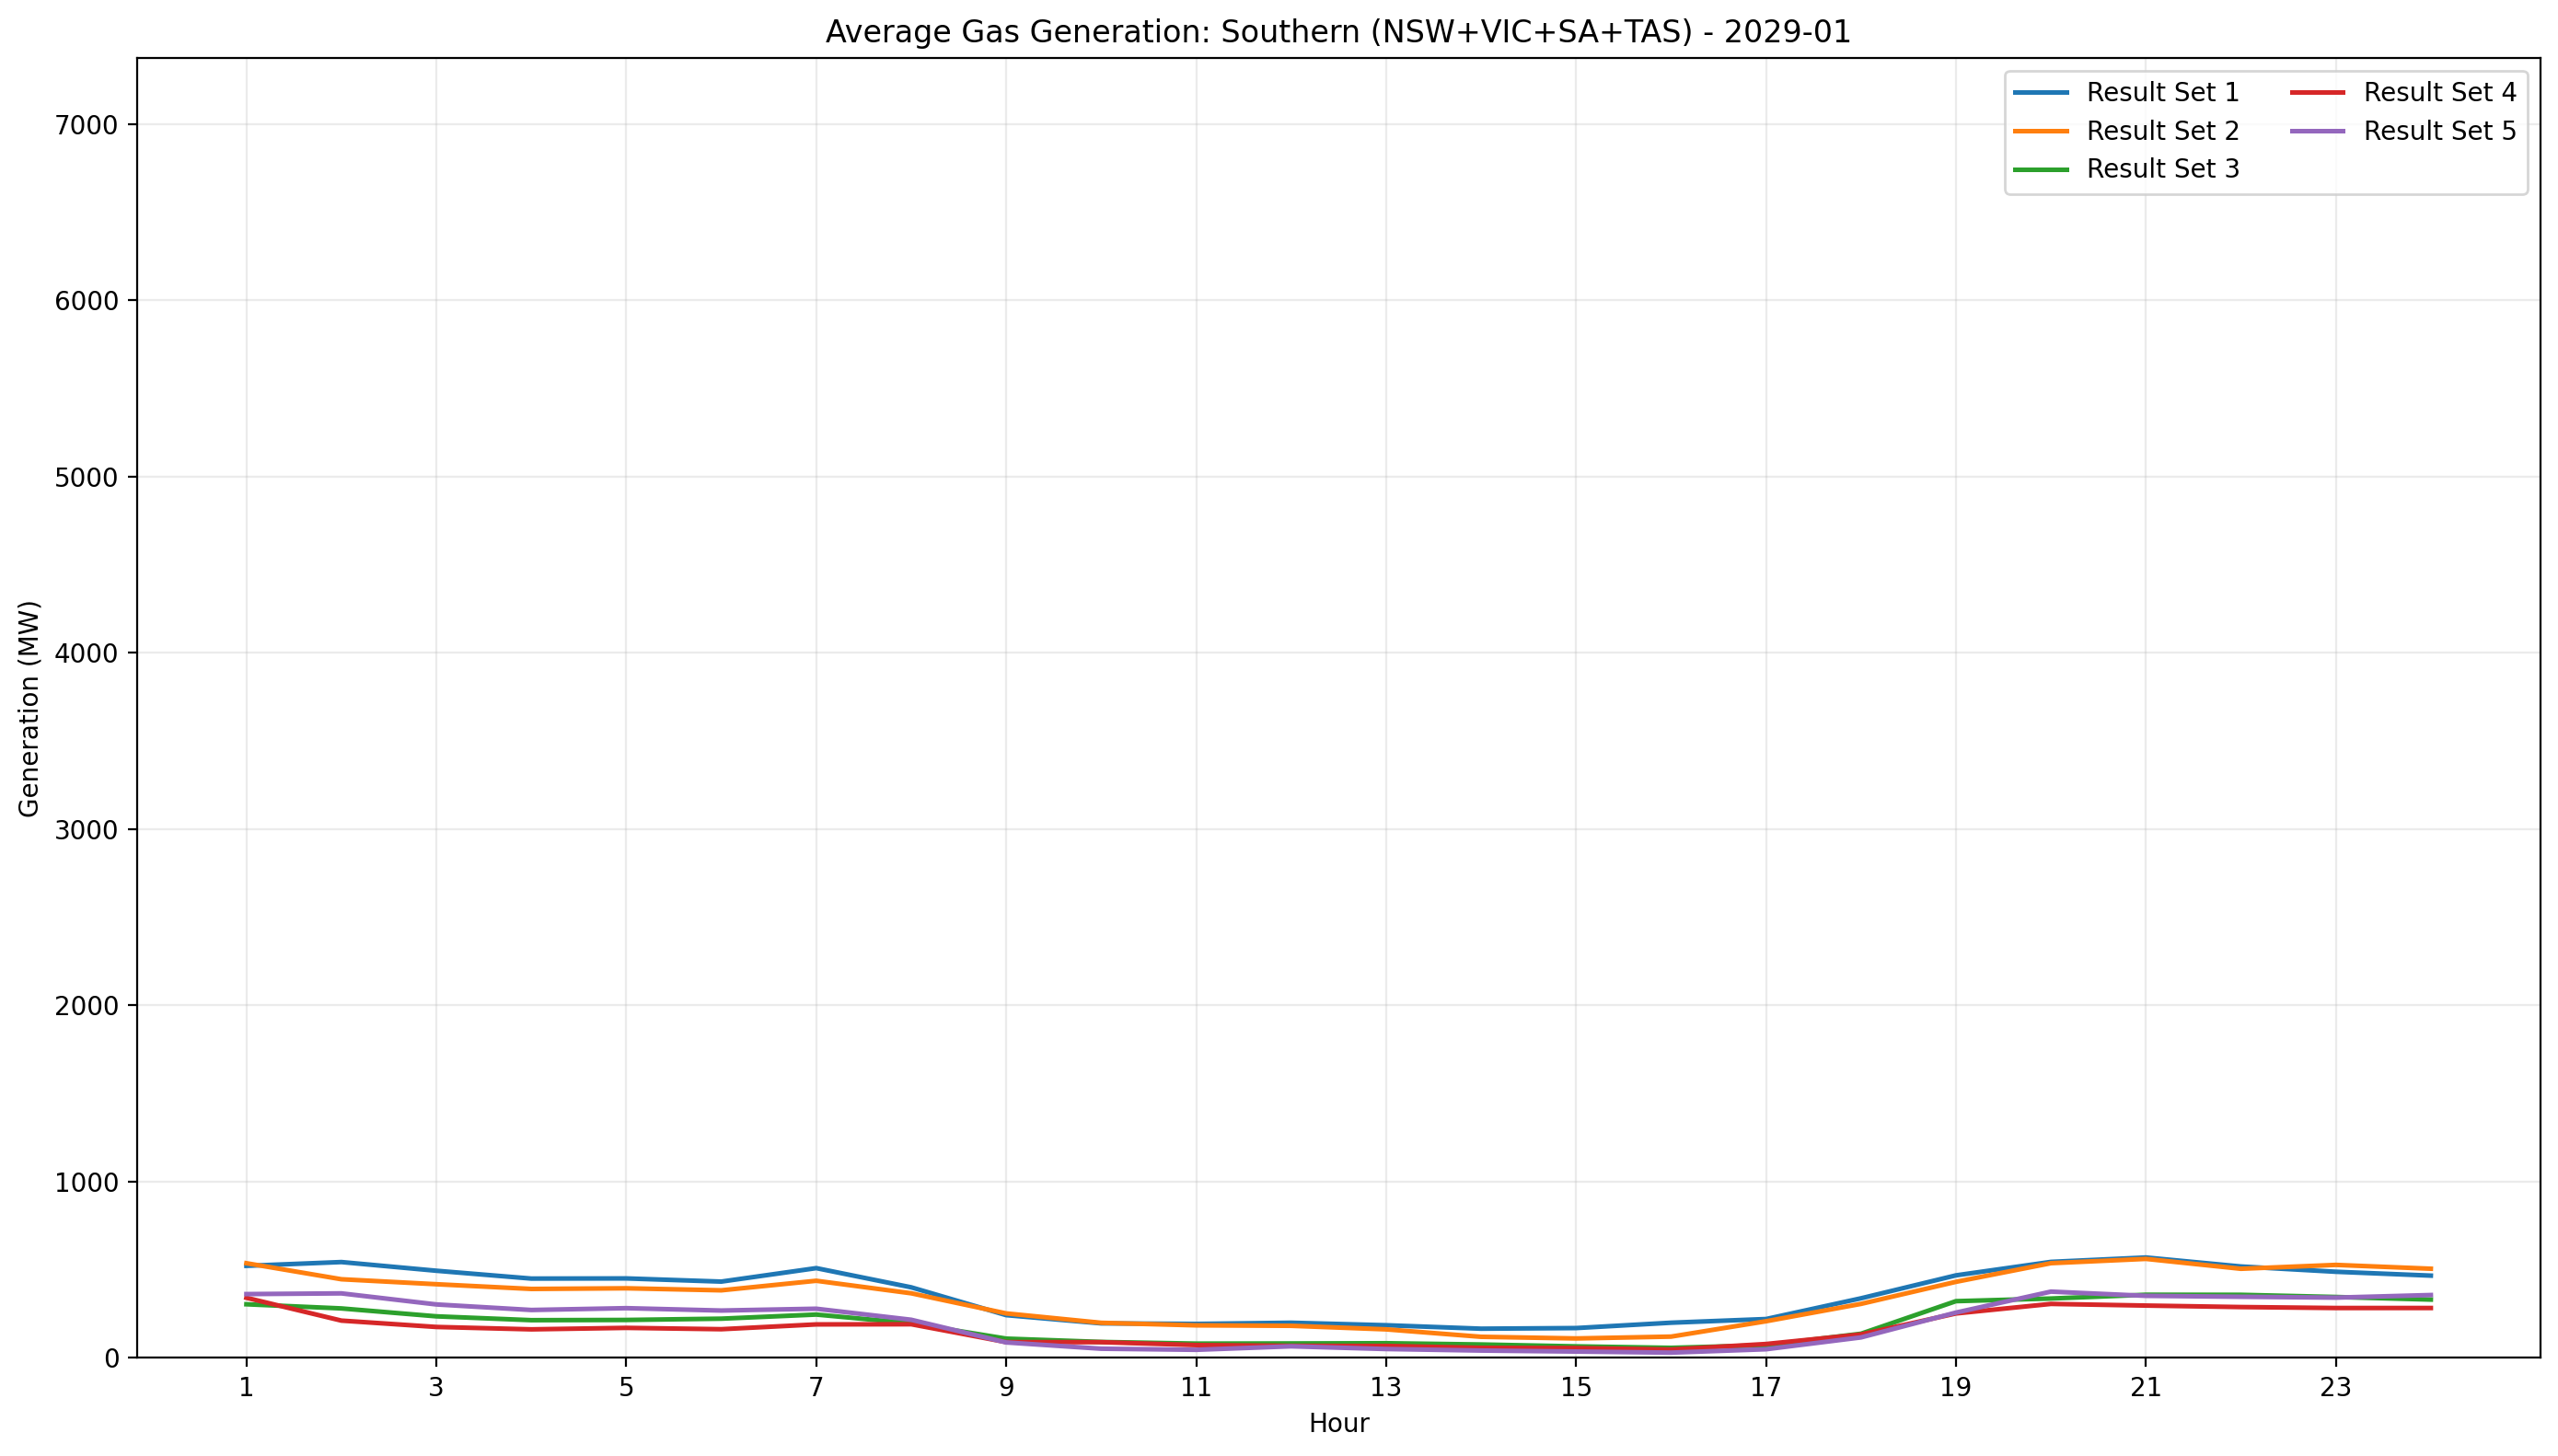 Average Gas Generation: Southern (NSW+VIC+SA+TAS) - 2029-01
Result Set 1
Result Set 2
Result Set 3
Result Set 4
Result Set 5
Generation (MW)
7000
6000
5000
4000
3000
2000
1000
0
1 3 5 7 9 11 13 15 17 19 21 23
Hour